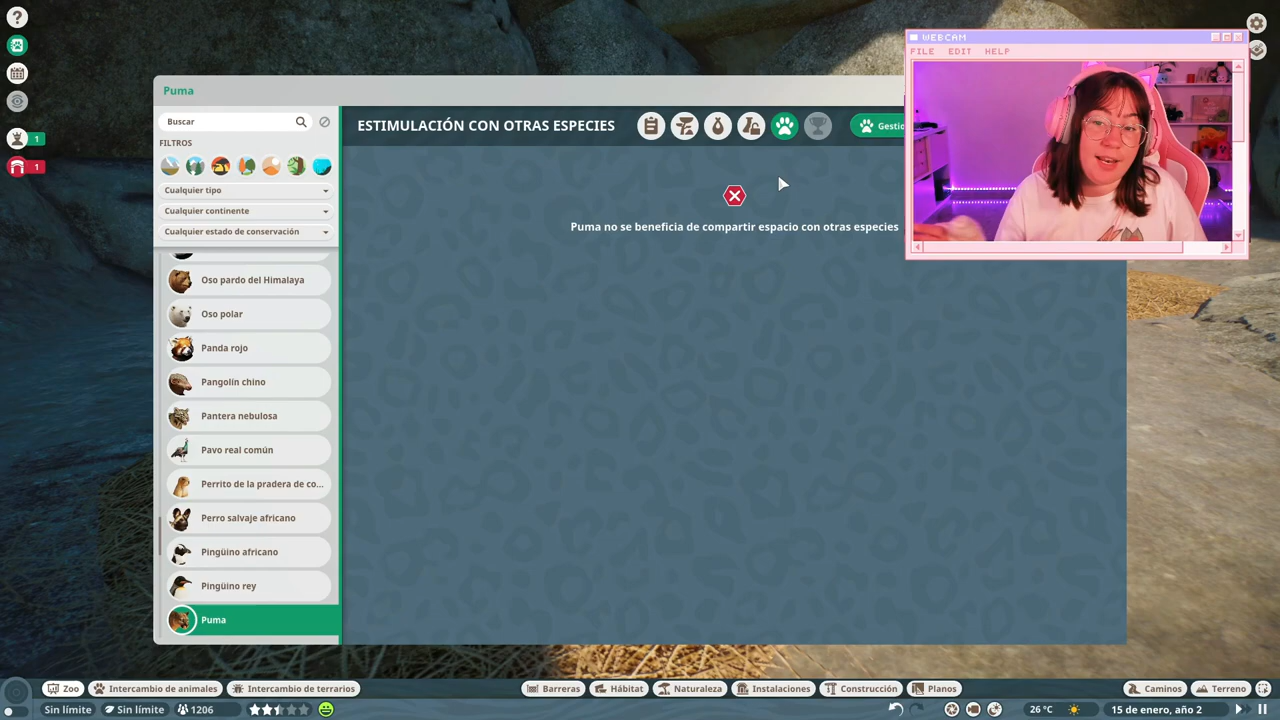 WEBCAM
FILE EDIT HELP
1
1
Puma
Buscar
FILTROS
Cualquier tipo
Cualquier continente
Cualquier estado de conservación
Oso pardo del Himalaya
Oso polar
Panda rojo
Pangolín chino
Pantera nebulosa
Pavo real común
Perrito de la pradera de co...
Perro salvaje africano
Pingüino africano
Pingüino rey
Puma
ESTIMULACIÓN CON OTRAS ESPECIES
Gestio
Puma no se beneficia de compartir espacio con otras especies
Zoo Intercambio de animales Intercambio de terrarios Barreras Hábitat Naturaleza Instalaciones Construcción Planos Caminos Terreno
Sin límite Sin límite 1206 26 °C 15 de enero, año 2